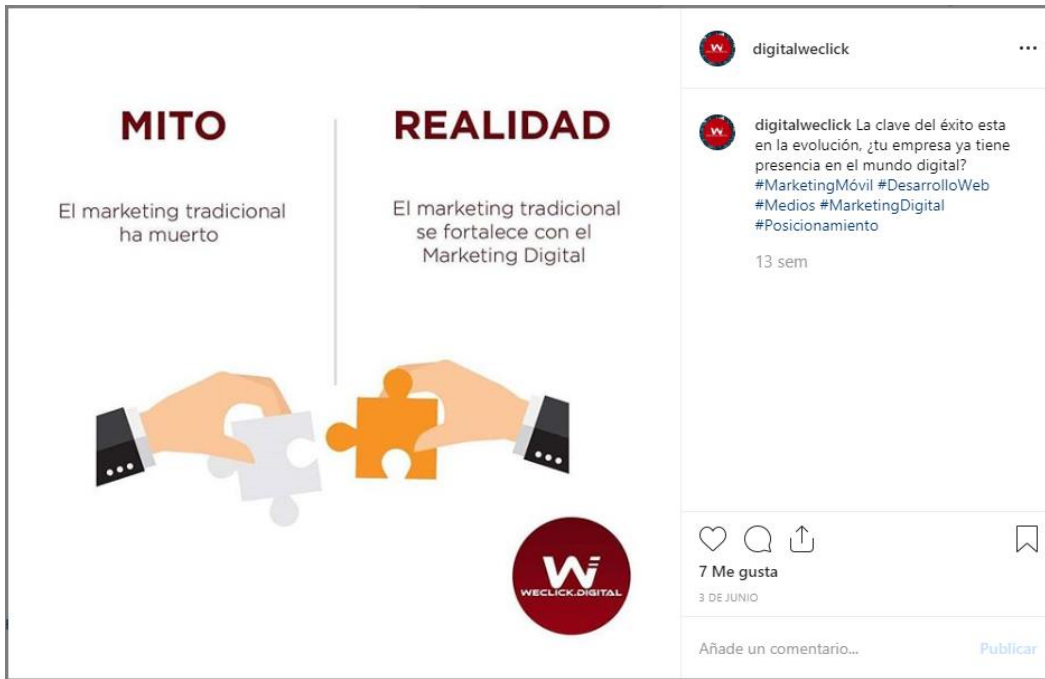 MITO
El marketing tradicional
ha muerto
REALIDAD
El marketing tradicional
se fortalece con el
Marketing Digital
Wi
WECLICK.DIGITAL
digitalweclick
digitalweclick La clave del éxito esta
en la evolución, ¿tu empresa ya tiene
presencia en el mundo digital?
#MarketingMóvil #DesarrolloWeb
#Medios #MarketingDigital
#Posicionamiento
13 sem
7 Me gusta
3 DE JUNIO
Añade un comentario... Publicar